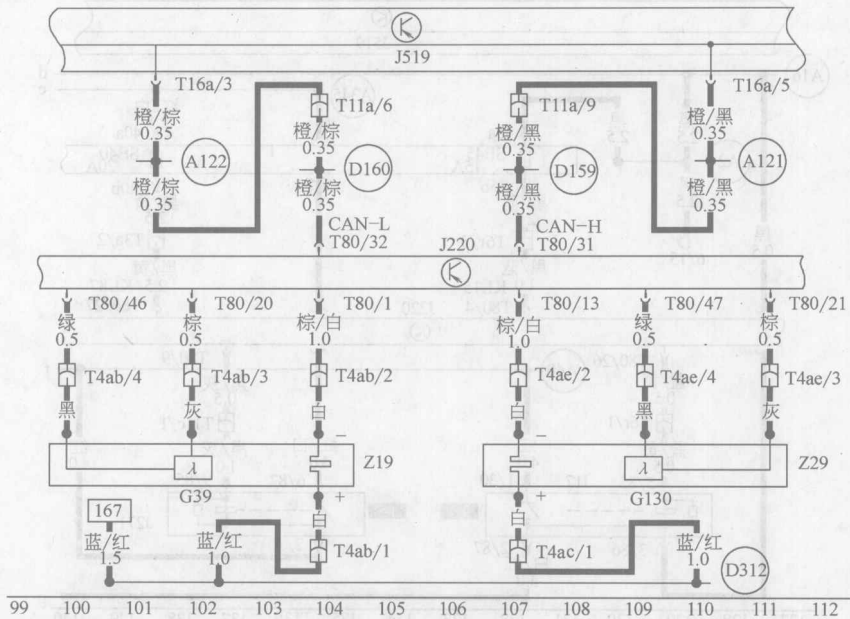 J519
T16a/3
T11a/6
T11a/9
T16a/5
橙/棕
0.35
橙/棕
0.35
橙/黑
0.35
橙/黑
0.35
A122
D160
D159
A121
橙/棕
0.35
橙/棕
0.35
橙/黑
0.35
橙/黑
0.35
CAN-L
T80/32
CAN-H
T80/31
J220
T80/46
T80/20
T80/1
T80/13
T80/47
T80/21
绿
0.5
棕
0.5
棕/白
1.0
棕/白
1.0
绿
0.5
棕
0.5
T4ab/4
T4ab/3
T4ab/2
T4ae/2
T4ae/4
T4ae/3
黑
灰
白
白
黑
灰
−
−
λ
λ
Z19
Z29
G39
G130
+
+
167
白
白
蓝/红
1.5
蓝/红
1.0
T4ab/1
T4ac/1
蓝/红
1.0
D312
99 100 101 102 103 104 105 106 107 108 109 110 111 112